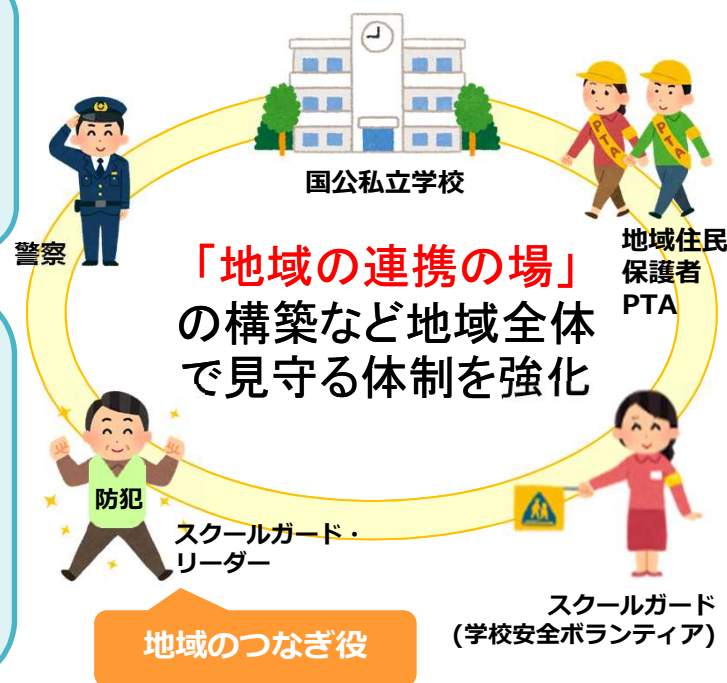 国公私立学校
警察
地域住民
保護者
PTA
PTA
PTA
「地域の連携の場」
の構築など地域全体
で見守る体制を強化
防犯
スクールガード・
リーダー
地域のつなぎ役
スクールガード
(学校安全ボランティア)